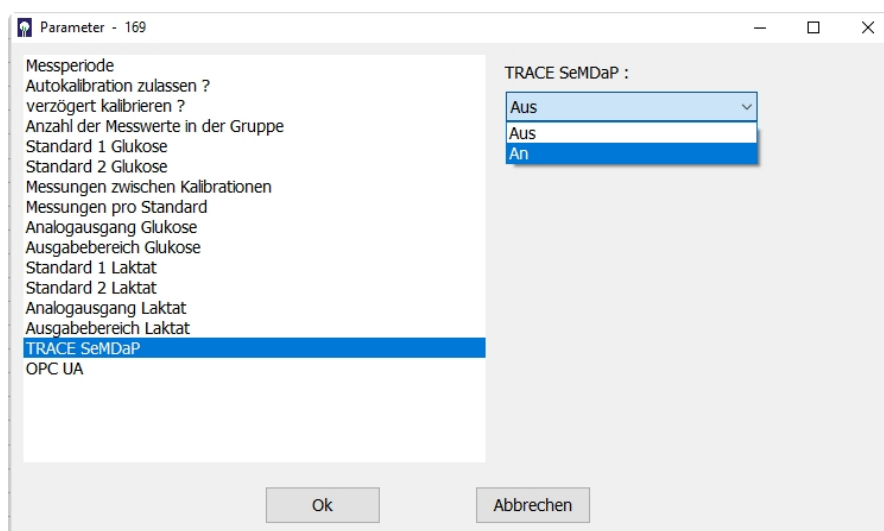 Parameter - 169
Messperiode
Autokalibration zulassen ?
verzögert kalibrieren ?
Anzahl der Messwerte in der Gruppe
Standard 1 Glukose
Standard 2 Glukose
Messungen zwischen Kalibrationen
Messungen pro Standard
Analogausgang Glukose
Ausgabebereich Glukose
Standard 1 Laktat
Standard 2 Laktat
Analogausgang Laktat
Ausgabebereich Laktat
TRACE SeMDaP
OPC UA
TRACE SeMDaP :
Aus
Aus
An
Ok
Abbrechen